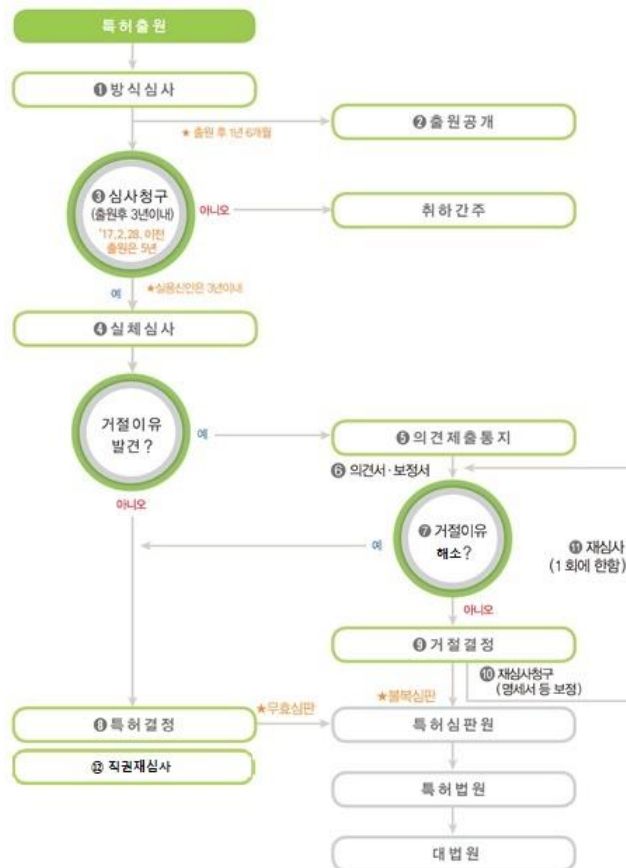 특허출원
❶ 방식심사
★ 출원 후 1년 6개월
❷ 출원공개
❸ 심사청구
(출원후 3년이내)
'17.2.28. 이전
출원은 5년
아니오
취하간주
예
★실용신안은 3년이내
❹ 실체심사
거절이유
발견?
예
❺ 의견제출통지
❻ 의견서·보정서
아니오
❼ 거절이유
해소?
예
⓫ 재심사
(1회에 한함)
아니오
❾ 거절결정
❿ 재심사청구
(명세서 등 보정)
★불복심판
❽ 특허결정
★무효심판
특허심판원
⑫ 직권재심사
특허법원
대법원